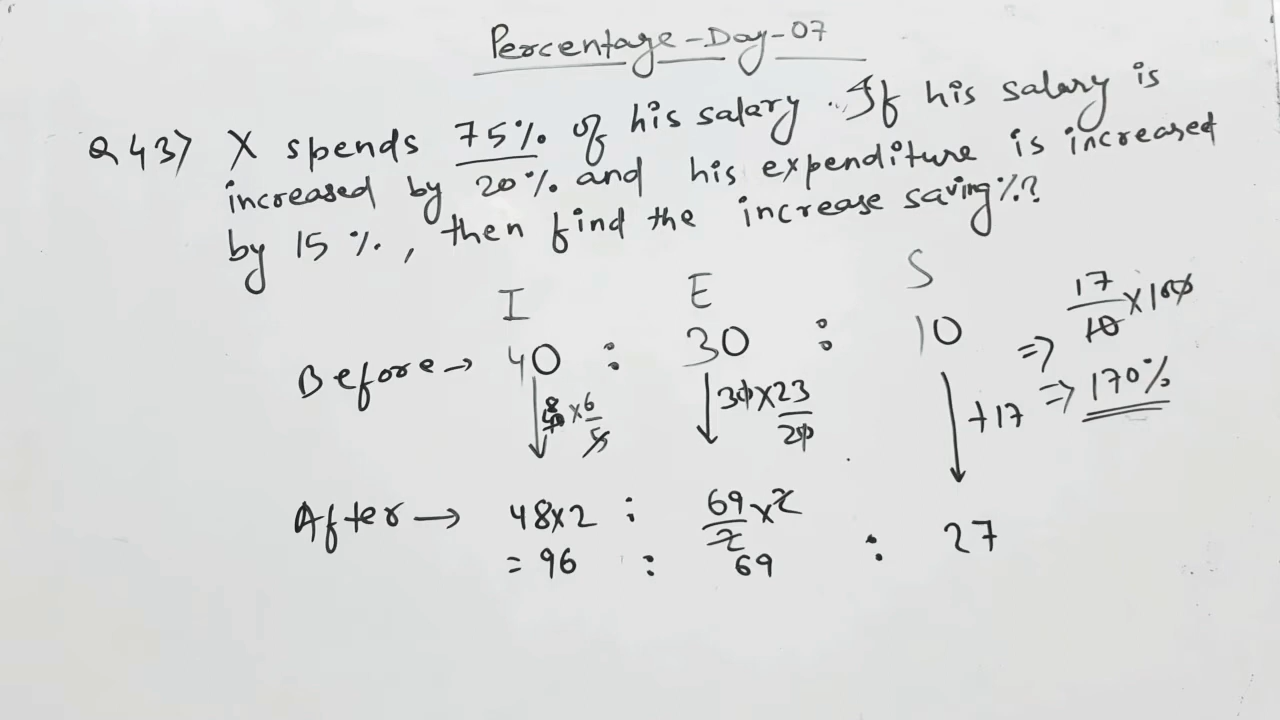 Percentage-Day-07
Q43) X spends 75% of his salary. If his salary is
increased by 20% and his expenditure is increased
by 15%, then find the increase saving%?
I E S
Before → 40 : 30 : 10 => 17/10 × 100
8 × 6/5 30 × 23/20 +17 => 170%
After → 48×2 : 69/2 ×2
= 96 : 69 : 27